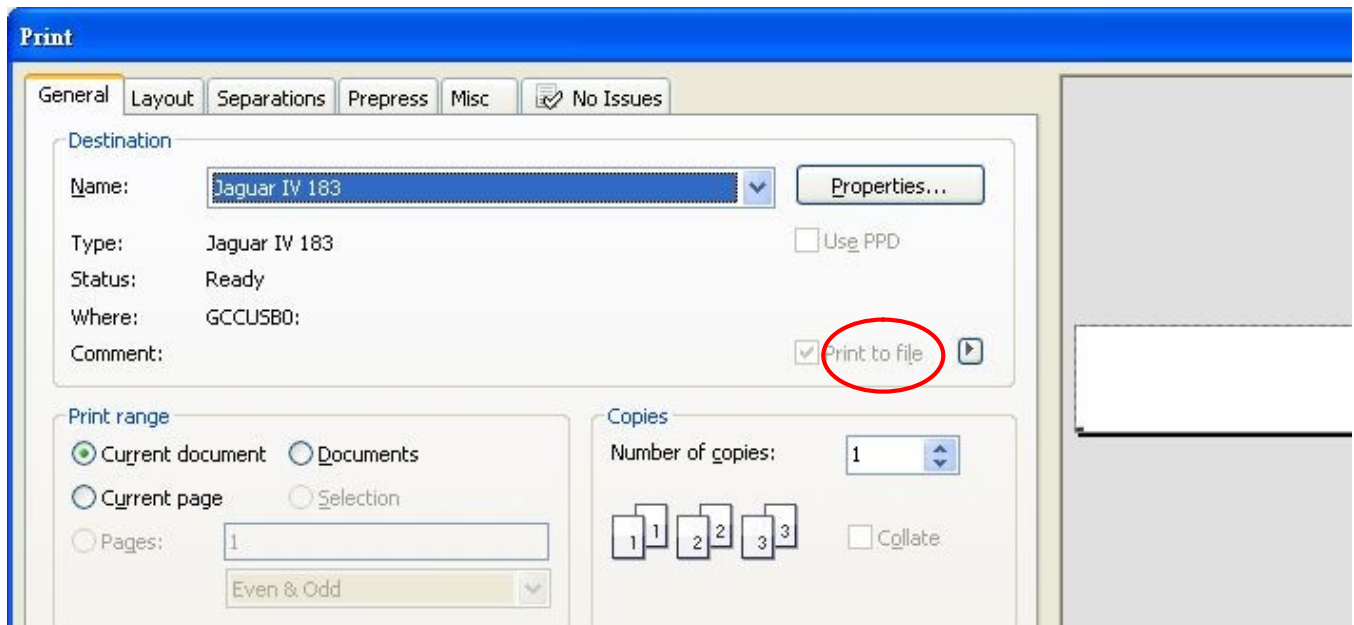 Print
General Layout Separations Prepress Misc No Issues
Destination
Name: Jaguar IV 183 Properties...
Type: Jaguar IV 183 Use PPD
Status: Ready
Where: GCCUSB0:
Comment: Print to file
Print range
Current document Documents
Current page Selection
Pages: 1
Even & Odd
Copies
Number of copies: 1
1 1 2 2 3 3
Collate